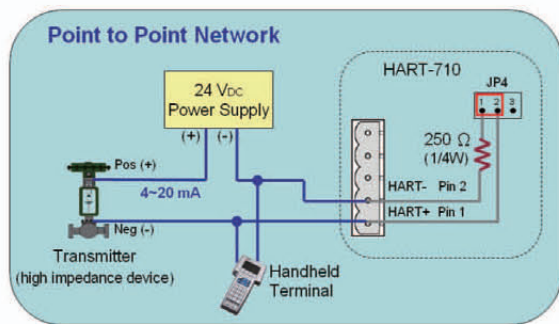 Point to Point Network
HART-710
JP4
1 2 3
24 VDC
Power Supply
(+) (-)
250 Ω
(1/4W)
Pos (+)
4~20 mA
HART- Pin 2
HART+ Pin 1
Neg (-)
Transmitter
(high impedance device)
Handheld
Terminal